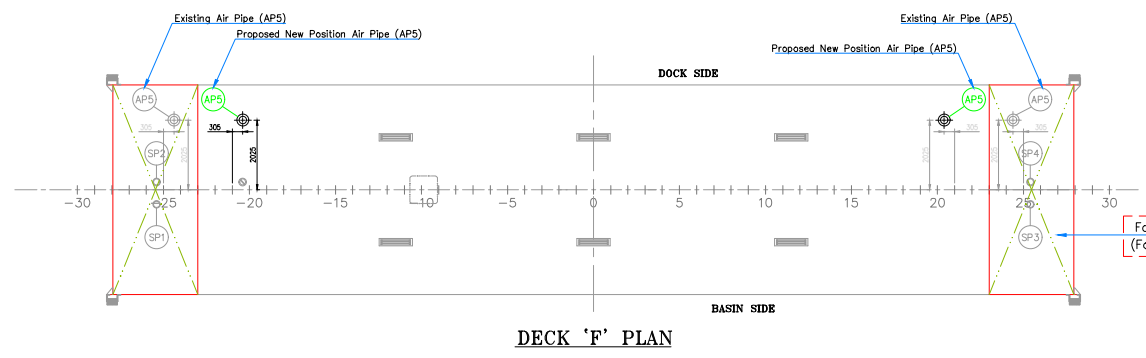 Existing Air Pipe (AP5)
Proposed New Position Air Pipe (AP5)
Existing Air Pipe (AP5)
Proposed New Position Air Pipe (AP5)
DOCK SIDE
AP5
AP5
AP5
AP5
305
2025
305
2025
2025
305
2025
305
SP2
SP4
-30 -25 -20 -15 -10 -5 0 5 10 15 20 25 30
SP1
SP3
Fo
(Fo
BASIN SIDE
DECK 'F' PLAN